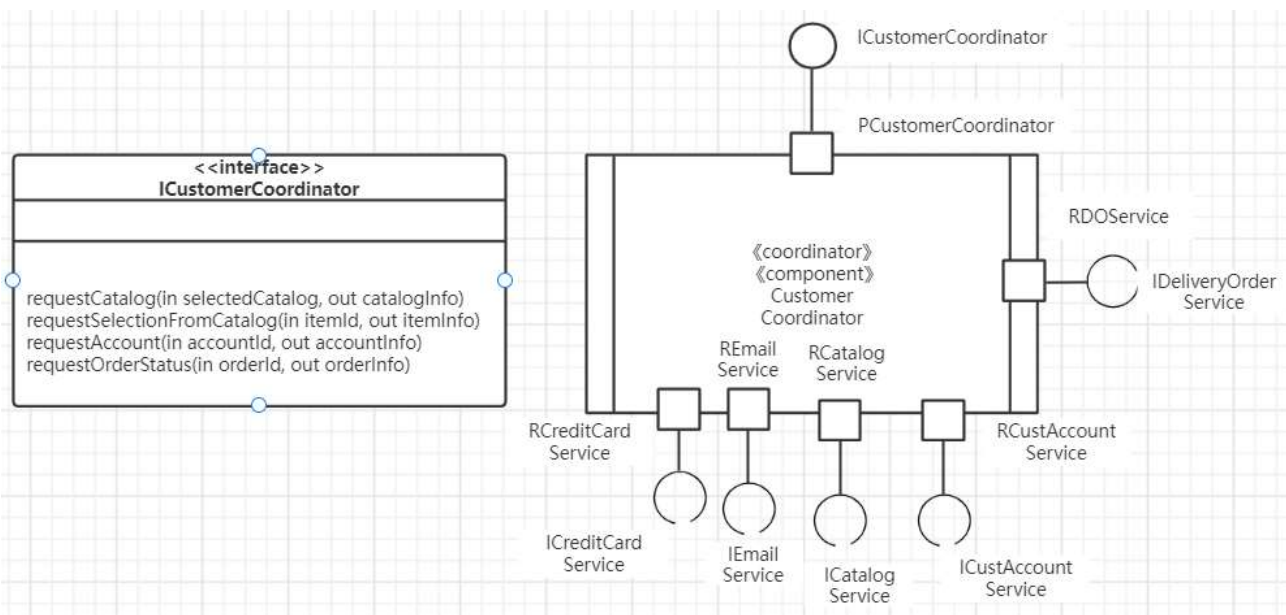 <<interface>>
ICustomerCoordinator
requestCatalog(in selectedCatalog, out catalogInfo)
requestSelectionFromCatalog(in itemId, out itemInfo)
requestAccount(in accountId, out accountInfo)
requestOrderStatus(in orderId, out orderInfo)
ICustomerCoordinator
PCustomerCoordinator
RDOService
IDeliveryOrder
Service
《coordinator》
《component》
Customer
Coordinator
REmail
Service
RCatalog
Service
RCreditCard
Service
RCustAccount
Service
ICreditCard
Service
IEmail
Service
ICatalog
Service
ICustAccount
Service